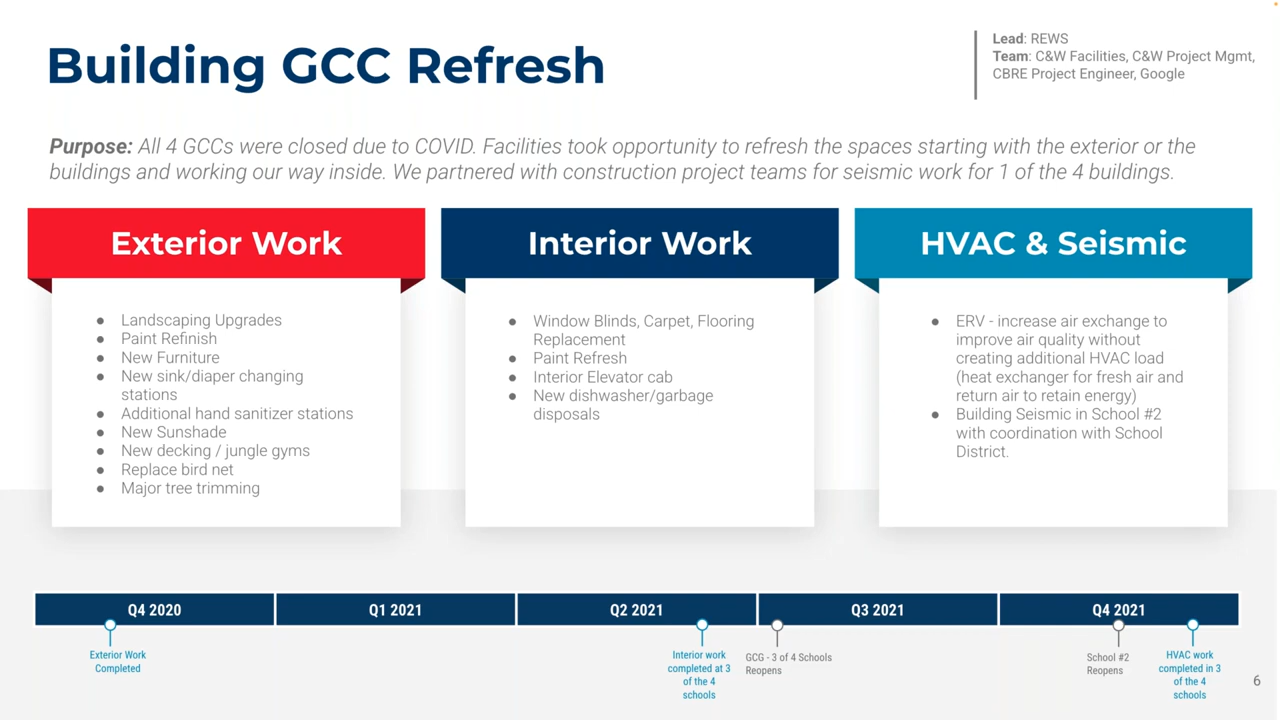 Building GCC Refresh
Lead: REWS
Team: C&W Facilities, C&W Project Mgmt,
CBRE Project Engineer, Google
Purpose: All 4 GCCs were closed due to COVID. Facilities took opportunity to refresh the spaces starting with the exterior or the
buildings and working our way inside. We partnered with construction project teams for seismic work for 1 of the 4 buildings.
Exterior Work
● Landscaping Upgrades
● Paint Refinish
● New Furniture
● New sink/diaper changing
stations
● Additional hand sanitizer stations
● New Sunshade
● New decking / jungle gyms
● Replace bird net
● Major tree trimming
Interior Work
● Window Blinds, Carpet, Flooring
Replacement
● Paint Refresh
● Interior Elevator cab
● New dishwasher/garbage
disposals
HVAC & Seismic
● ERV - increase air exchange to
improve air quality without
creating additional HVAC load
(heat exchanger for fresh air and
return air to retain energy)
● Building Seismic in School #2
with coordination with School
District.
Q4 2020
Q1 2021
Q2 2021
Q3 2021
Q4 2021
Exterior Work
Completed
Interior work
completed at 3
of the 4
schools
GCG - 3 of 4 Schools
Reopens
School #2
Reopens
HVAC work
completed in 3
of the 4
schools
6